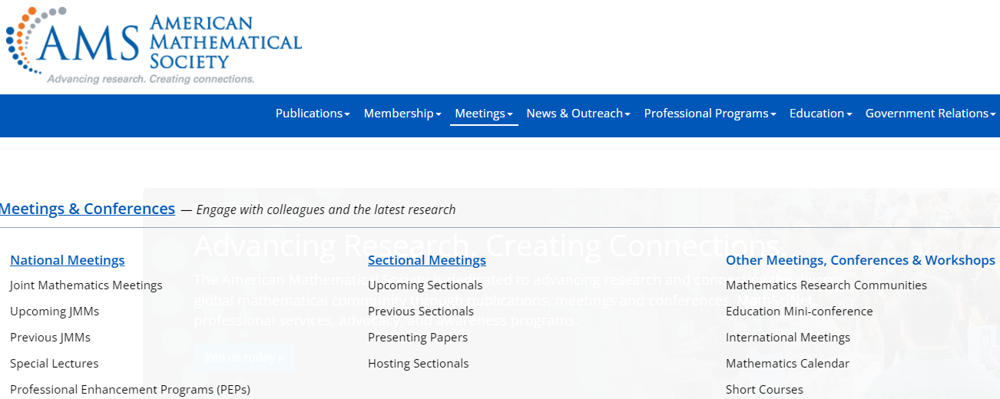 AMS
AMERICAN
MATHEMATICAL
SOCIETY
Advancing research. Creating connections.
Publications Membership Meetings News & Outreach Professional Programs Education Government Relations
Meetings & Conferences — Engage with colleagues and the latest research
Advancing Research. Creating Connections.
National Meetings Sectional Meetings Other Meetings, Conferences & Workshops
The American Mathematical Society is dedicated to advancing research and connecting the diverse
Joint Mathematics Meetings Upcoming Sectionals Mathematics Research Communities
global mathematical community through publications, meetings and conferences, MathSciNet,
Upcoming JMMs Previous Sectionals Education Mini-conference
professional services, advocacy, and awareness programs.
Previous JMMs Presenting Papers International Meetings
Join us today »
Special Lectures Hosting Sectionals Mathematics Calendar
Professional Enhancement Programs (PEPs) Short Courses